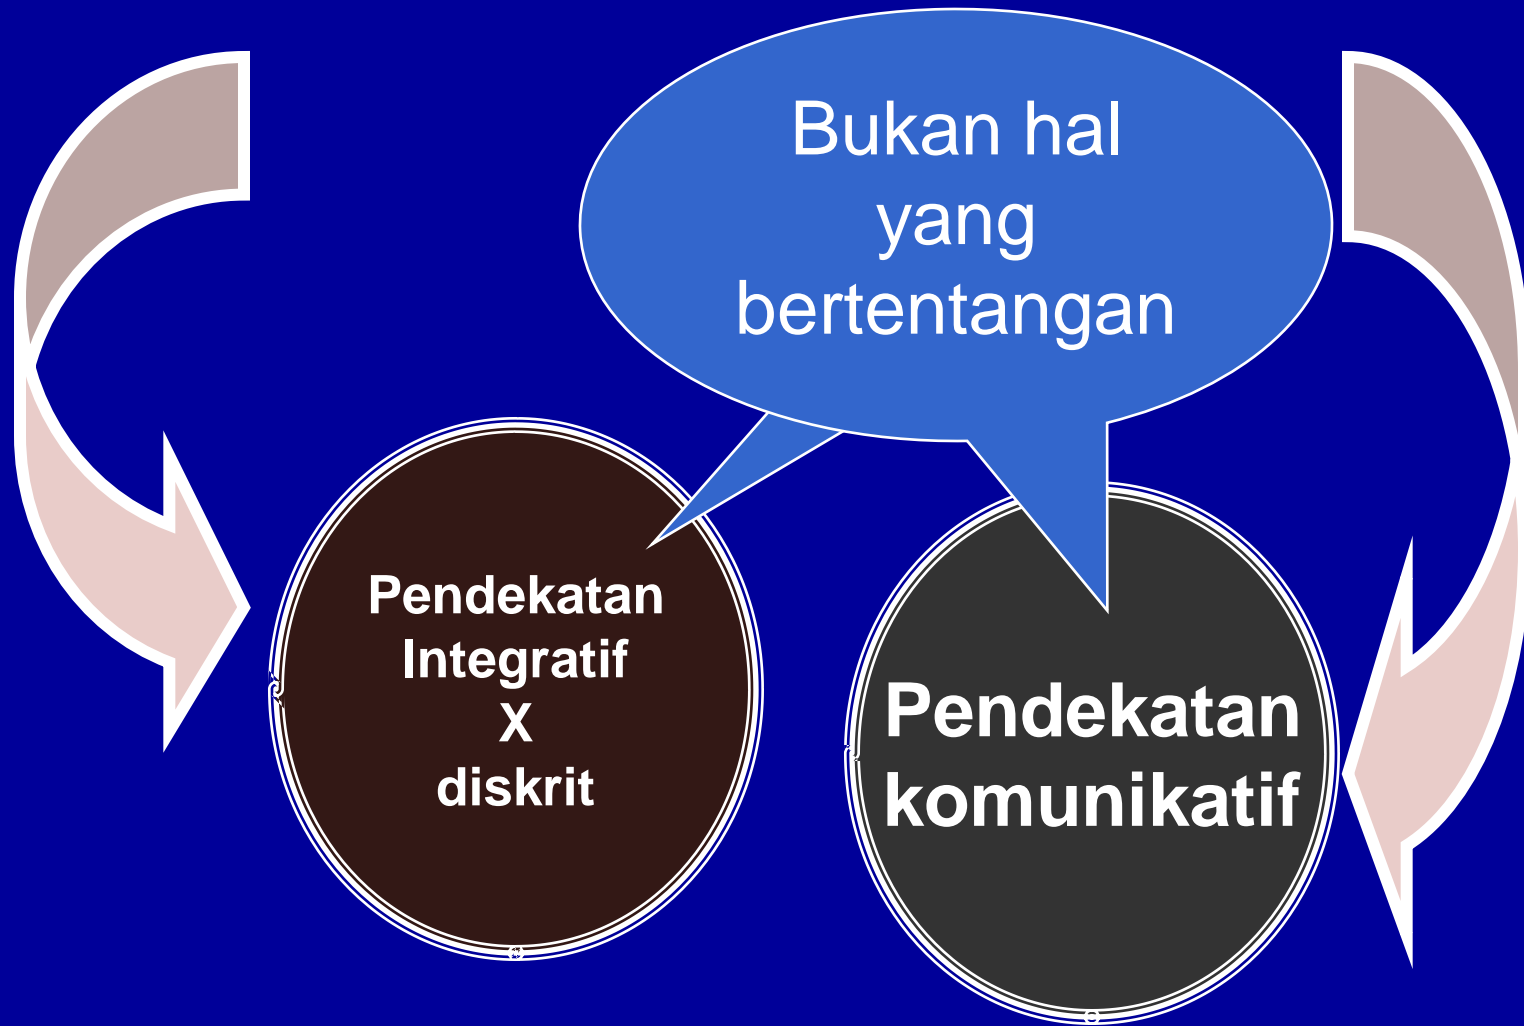 Bukan hal
yang
bertentangan
Pendekatan
Integratif
X
diskrit
Pendekatan
komunikatif